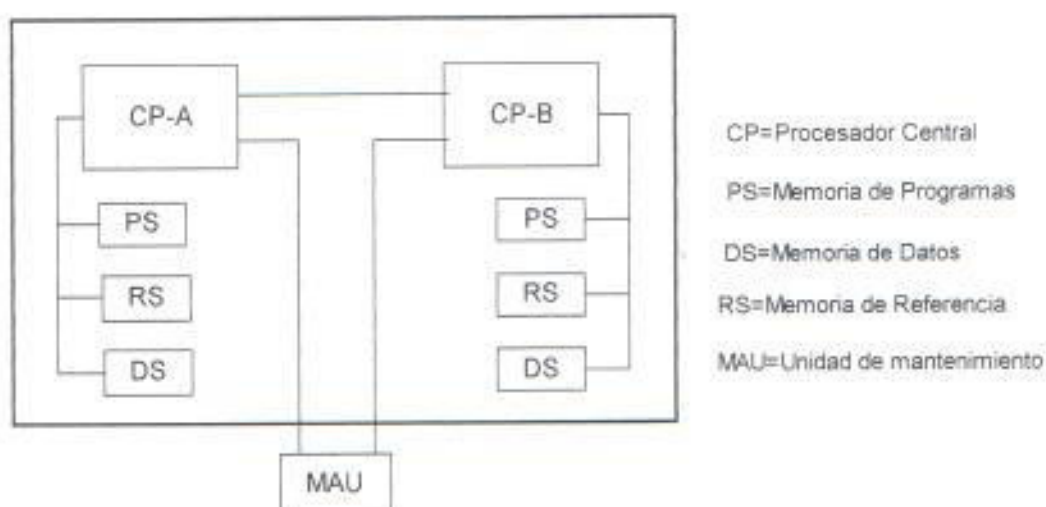 CP-A
CP-B
PS
RS
DS
PS
RS
DS
MAU
CP=Procesador Central
PS=Memoria de Programas
DS=Memoria de Datos
RS=Memoria de Referencia
MAU=Unidad de mantenimiento